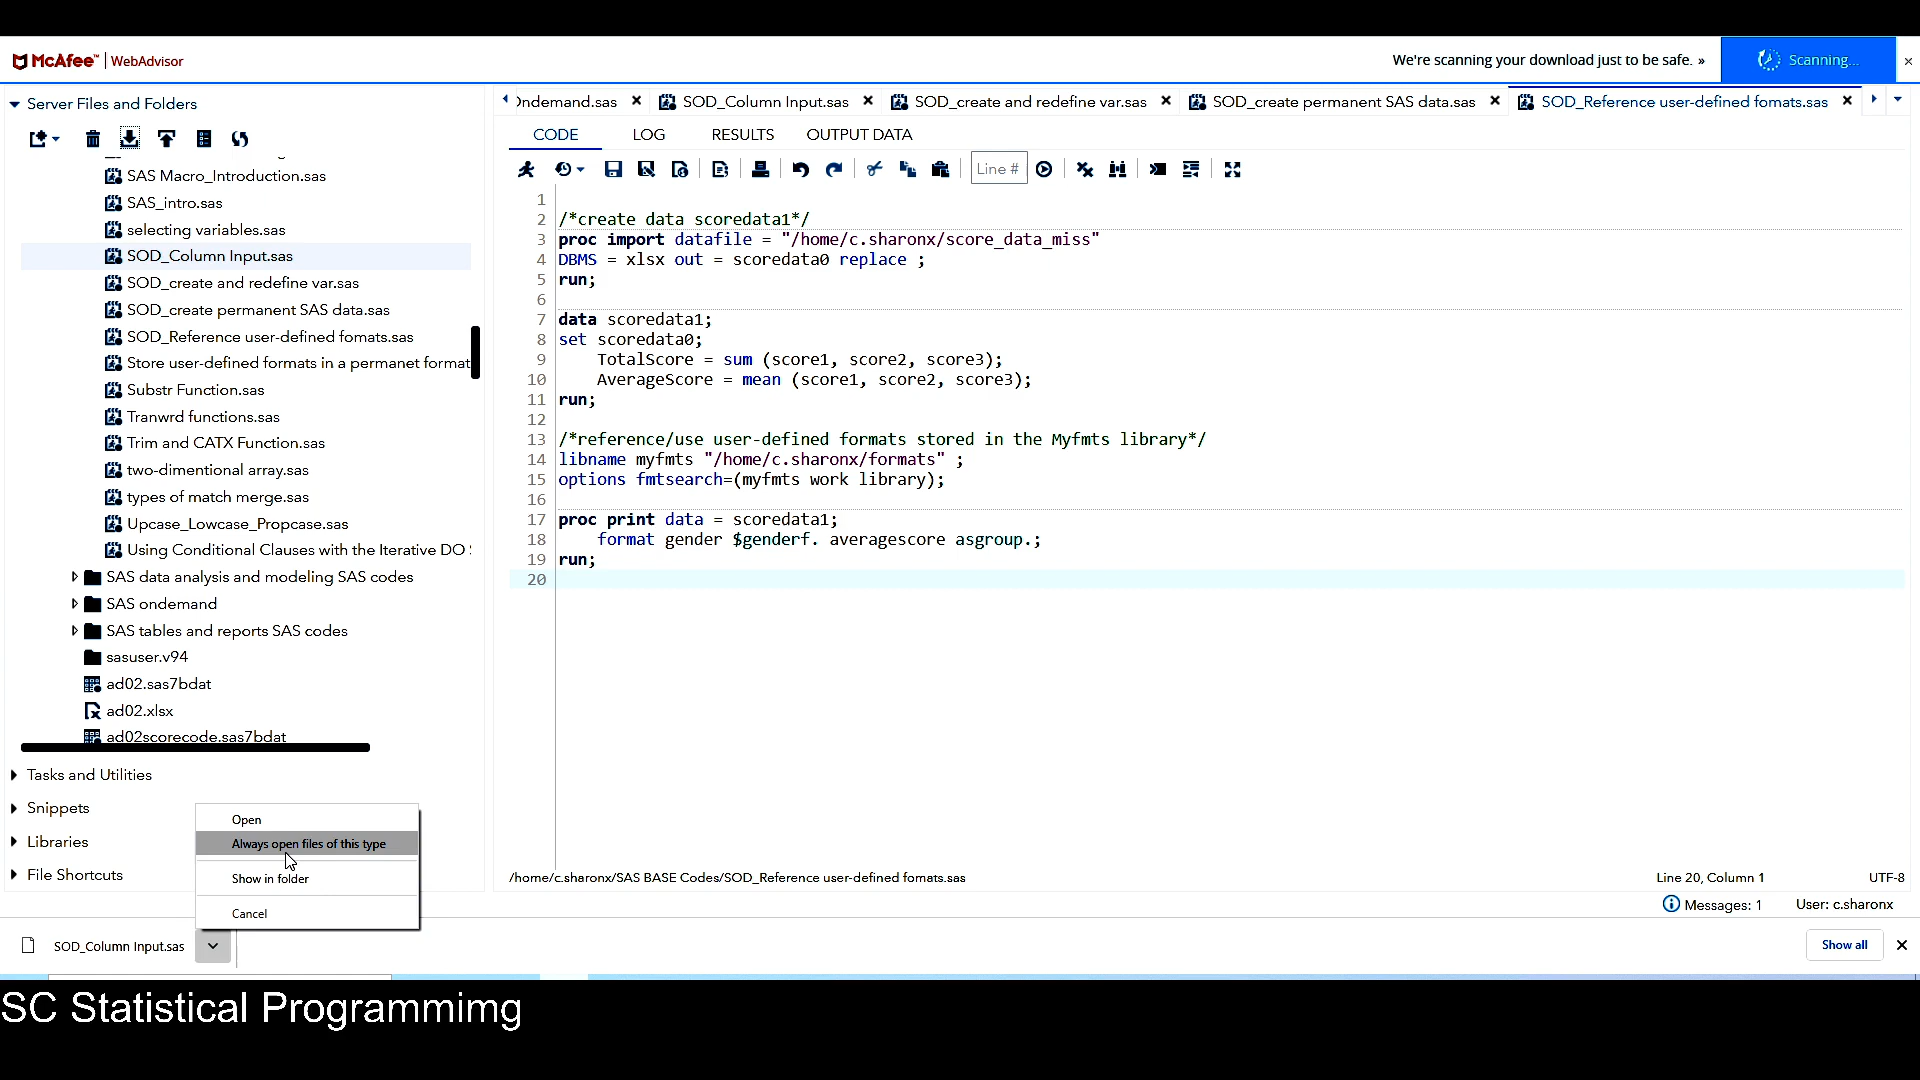 McAfee™ | WebAdvisor
We're scanning your download just to be safe. »
Scanning...
Server Files and Folders
SAS Macro_Introduction.sas
SAS_intro.sas
selecting variables.sas
SOD_Column Input.sas
SOD_create and redefine var.sas
SOD_create permanent SAS data.sas
SOD_Reference user-defined fomats.sas
Store user-defined formats in a permanet format
Substr Function.sas
Tranwrd functions.sas
Trim and CATX Function.sas
two-dimentional array.sas
types of match merge.sas
Upcase_Lowcase_Propcase.sas
Using Conditional Clauses with the Iterative DO
SAS data analysis and modeling SAS codes
SAS ondemand
SAS tables and reports SAS codes
sasuser.v94
ad02.sas7bdat
ad02.xlsx
ad02scorecode.sas7bdat
Tasks and Utilities
Snippets
Libraries
File Shortcuts
Open
Always open files of this type
Show in folder
Cancel
ndemand.sas
SOD_Column Input.sas
SOD_create and redefine var.sas
SOD_create permanent SAS data.sas
SOD_Reference user-defined fomats.sas
CODE LOG RESULTS OUTPUT DATA
Line #
1
2 /*create data scoredata1*/
3 proc import datafile = "/home/c.sharonx/score_data_miss"
4 DBMS = xlsx out = scoredata0 replace ;
5 run;
6
7 data scoredata1;
8 set scoredata0;
9 TotalScore = sum (score1, score2, score3);
10 AverageScore = mean (score1, score2, score3);
11 run;
12
13 /*reference/use user-defined formats stored in the Myfmts library*/
14 libname myfmts "/home/c.sharonx/formats" ;
15 options fmtsearch=(myfmts work library);
16
17 proc print data = scoredata1;
18 format gender $genderf. averagescore asgroup.;
19 run;
20
/home/c.sharonx/SAS BASE Codes/SOD_Reference user-defined fomats.sas
Line 20, Column 1
UTF-8
Messages: 1
User: c.sharonx
SOD_Column Input.sas
Show all
SC Statistical Programmimg